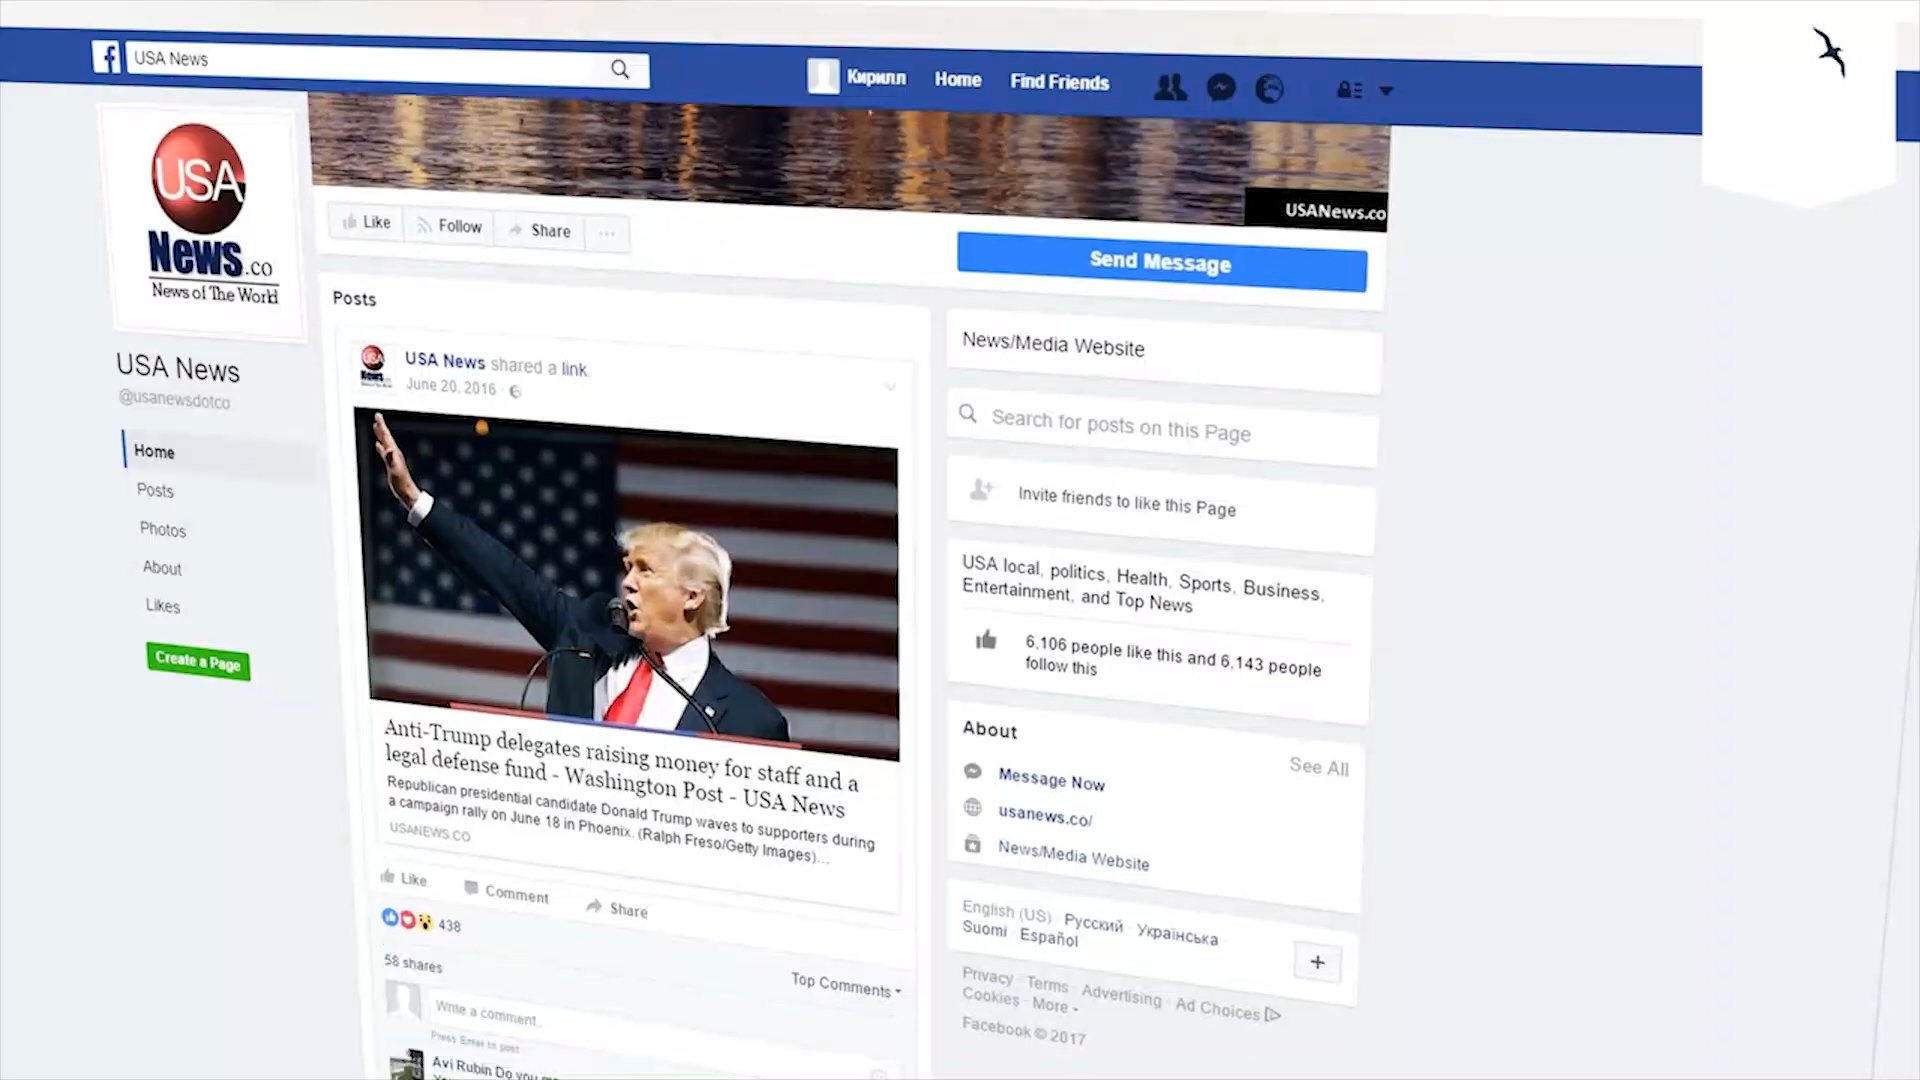 USA News
Кирилл
Home
Find Friends
USA
News.co
News of The World
USANews.co
Like
Follow
Share
Send Message
USA News
@usanewsdotco
Home
Posts
Photos
About
Likes
Create a Page
Posts
USA News shared a link.
June 20, 2016
Anti-Trump delegates raising money for staff and a
legal defense fund - Washington Post - USA News
Republican presidential candidate Donald Trump waves to supporters during
a campaign rally on June 18 in Phoenix. (Ralph Freso/Getty Images)...
USANEWS.CO
Like
Comment
Share
438
58 shares
Top Comments
Write a comment...
Press Enter to post.
Avi Rubin Do you
News/Media Website
Search for posts on this Page
Invite friends to like this Page
USA local, politics, Health, Sports, Business,
Entertainment, and Top News
6,106 people like this and 6,143 people
follow this
About
See All
Message Now
usanews.co/
News/Media Website
English (US) · Русский · Українська ·
Suomi · Español
Privacy · Terms · Advertising · Ad Choices
Cookies · More
Facebook © 2017